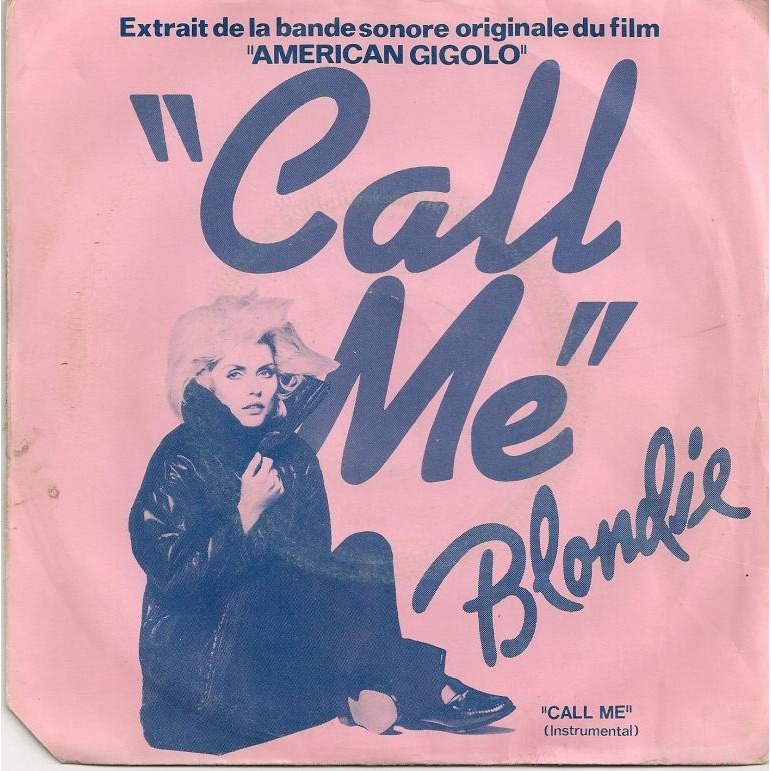 Extrait de la bande sonore originale du film
"AMERICAN GIGOLO"
"Call
Me"
Blondie
"CALL ME"
(Instrumental)